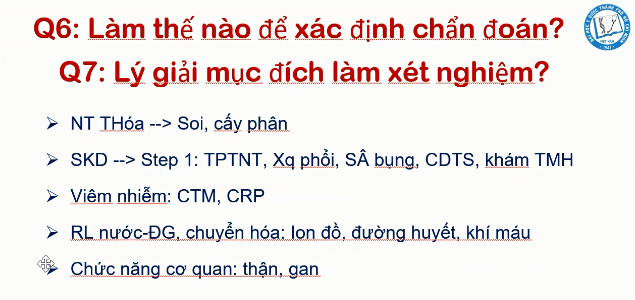 Q6: Làm thế nào để xác định chẩn đoán?
Q7: Lý giải mục đích làm xét nghiệm?
NT THóa --> Soi, cấy phân
SKD --> Step 1: TPTNT, Xq phổi, SÂ bụng, CDTS, khám TMH
Viêm nhiễm: CTM, CRP
RL nước-ĐG, chuyển hóa: Ion đồ, đường huyết, khí máu
Chức năng cơ quan: thận, gan